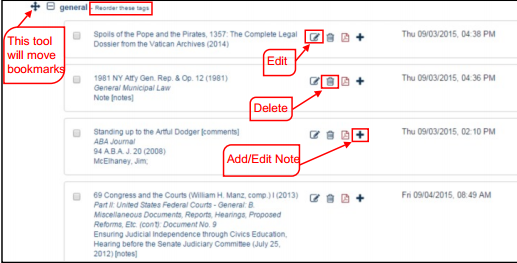 general - Reorder these tags
This tool
will move
bookmarks
Spoils of the Pope and the Pirates, 1357: The Complete Legal
Dossier from the Vatican Archives (2014)
Thu 09/03/2015, 04:38 PM
Edit
1981 NY Att'y Gen. Rep. & Op. 12 (1981)
General Municipal Law
Note [notes]
Thu 09/03/2015, 04:36 PM
Delete
Standing up to the Artful Dodger [comments]
ABA Journal
94 A.B.A. J. 20 (2008)
McElhaney, Jim;
Thu 09/03/2015, 02:10 PM
Add/Edit Note
69 Congress and the Courts (William H. Manz, comp.) I (2013)
Part II: United States Federal Courts - General: B.
Miscellaneous Documents, Reports, Hearings, Proposed
Reforms, Etc. (con't): Document No. 9
Ensuring Judicial Independence through Civics Education,
Hearing before the Senate Judiciary Committee (July 25,
2012) [notes]
Fri 09/04/2015, 08:49 AM